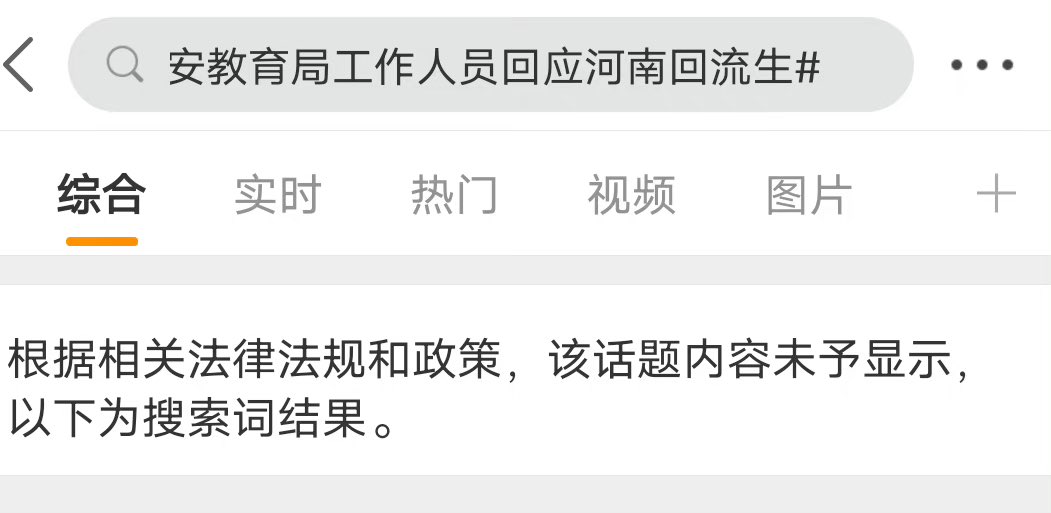 安教育局工作人员回应河南回流生#
综合 实时 热门 视频 图片
根据相关法律法规和政策，该话题内容未予显示，
以下为搜索词结果。